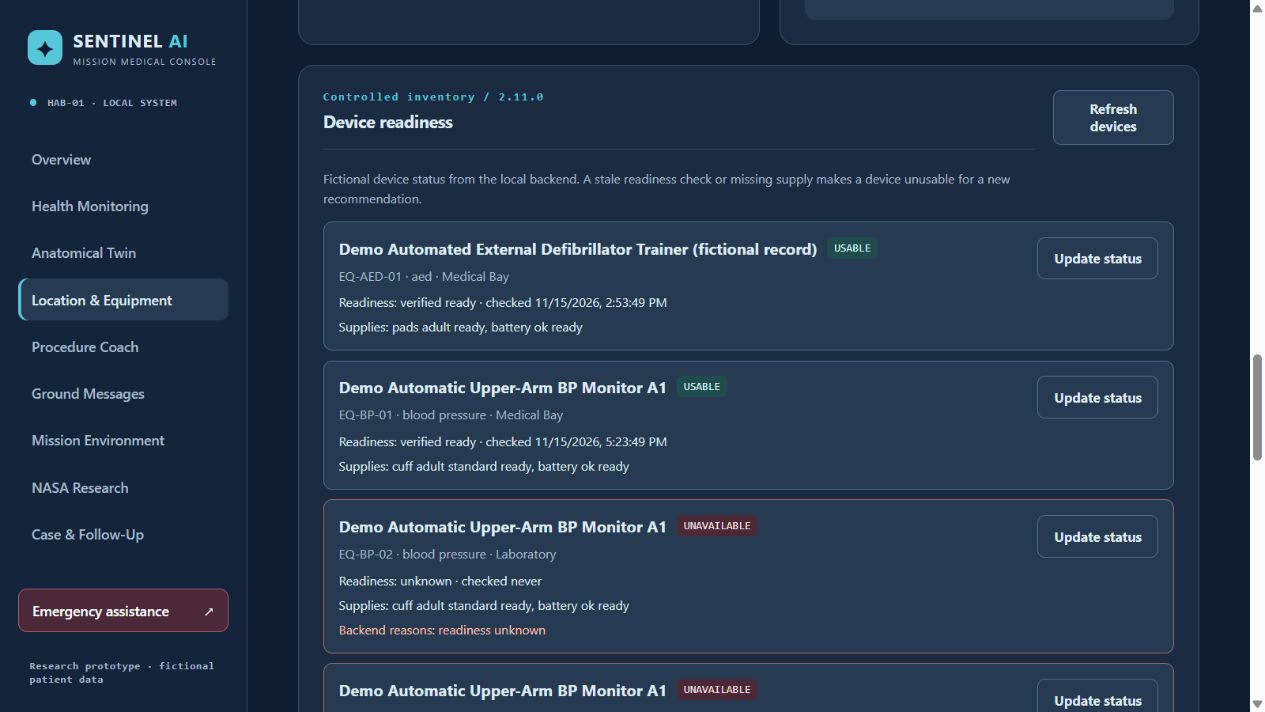 SENTINEL AI
MISSION MEDICAL CONSOLE
HAB-01 · LOCAL SYSTEM
Overview
Health Monitoring
Anatomical Twin
Location & Equipment
Procedure Coach
Ground Messages
Mission Environment
NASA Research
Case & Follow-Up
Emergency assistance ↗
Research prototype · fictional
patient data
Controlled inventory / 2.11.0
Device readiness
Refresh
devices
Fictional device status from the local backend. A stale readiness check or missing supply makes a device unusable for a new
recommendation.
Demo Automated External Defibrillator Trainer (fictional record) USABLE
EQ-AED-01 · aed · Medical Bay
Readiness: verified ready · checked 11/15/2026, 2:53:49 PM
Supplies: pads adult ready, battery ok ready
Update status
Demo Automatic Upper-Arm BP Monitor A1 USABLE
EQ-BP-01 · blood pressure · Medical Bay
Readiness: verified ready · checked 11/15/2026, 5:23:49 PM
Supplies: cuff adult standard ready, battery ok ready
Update status
Demo Automatic Upper-Arm BP Monitor A1 UNAVAILABLE
EQ-BP-02 · blood pressure · Laboratory
Readiness: unknown · checked never
Supplies: cuff adult standard ready, battery ok ready
Backend reasons: readiness unknown
Update status
Demo Automatic Upper-Arm BP Monitor A1 UNAVAILABLE
Update status